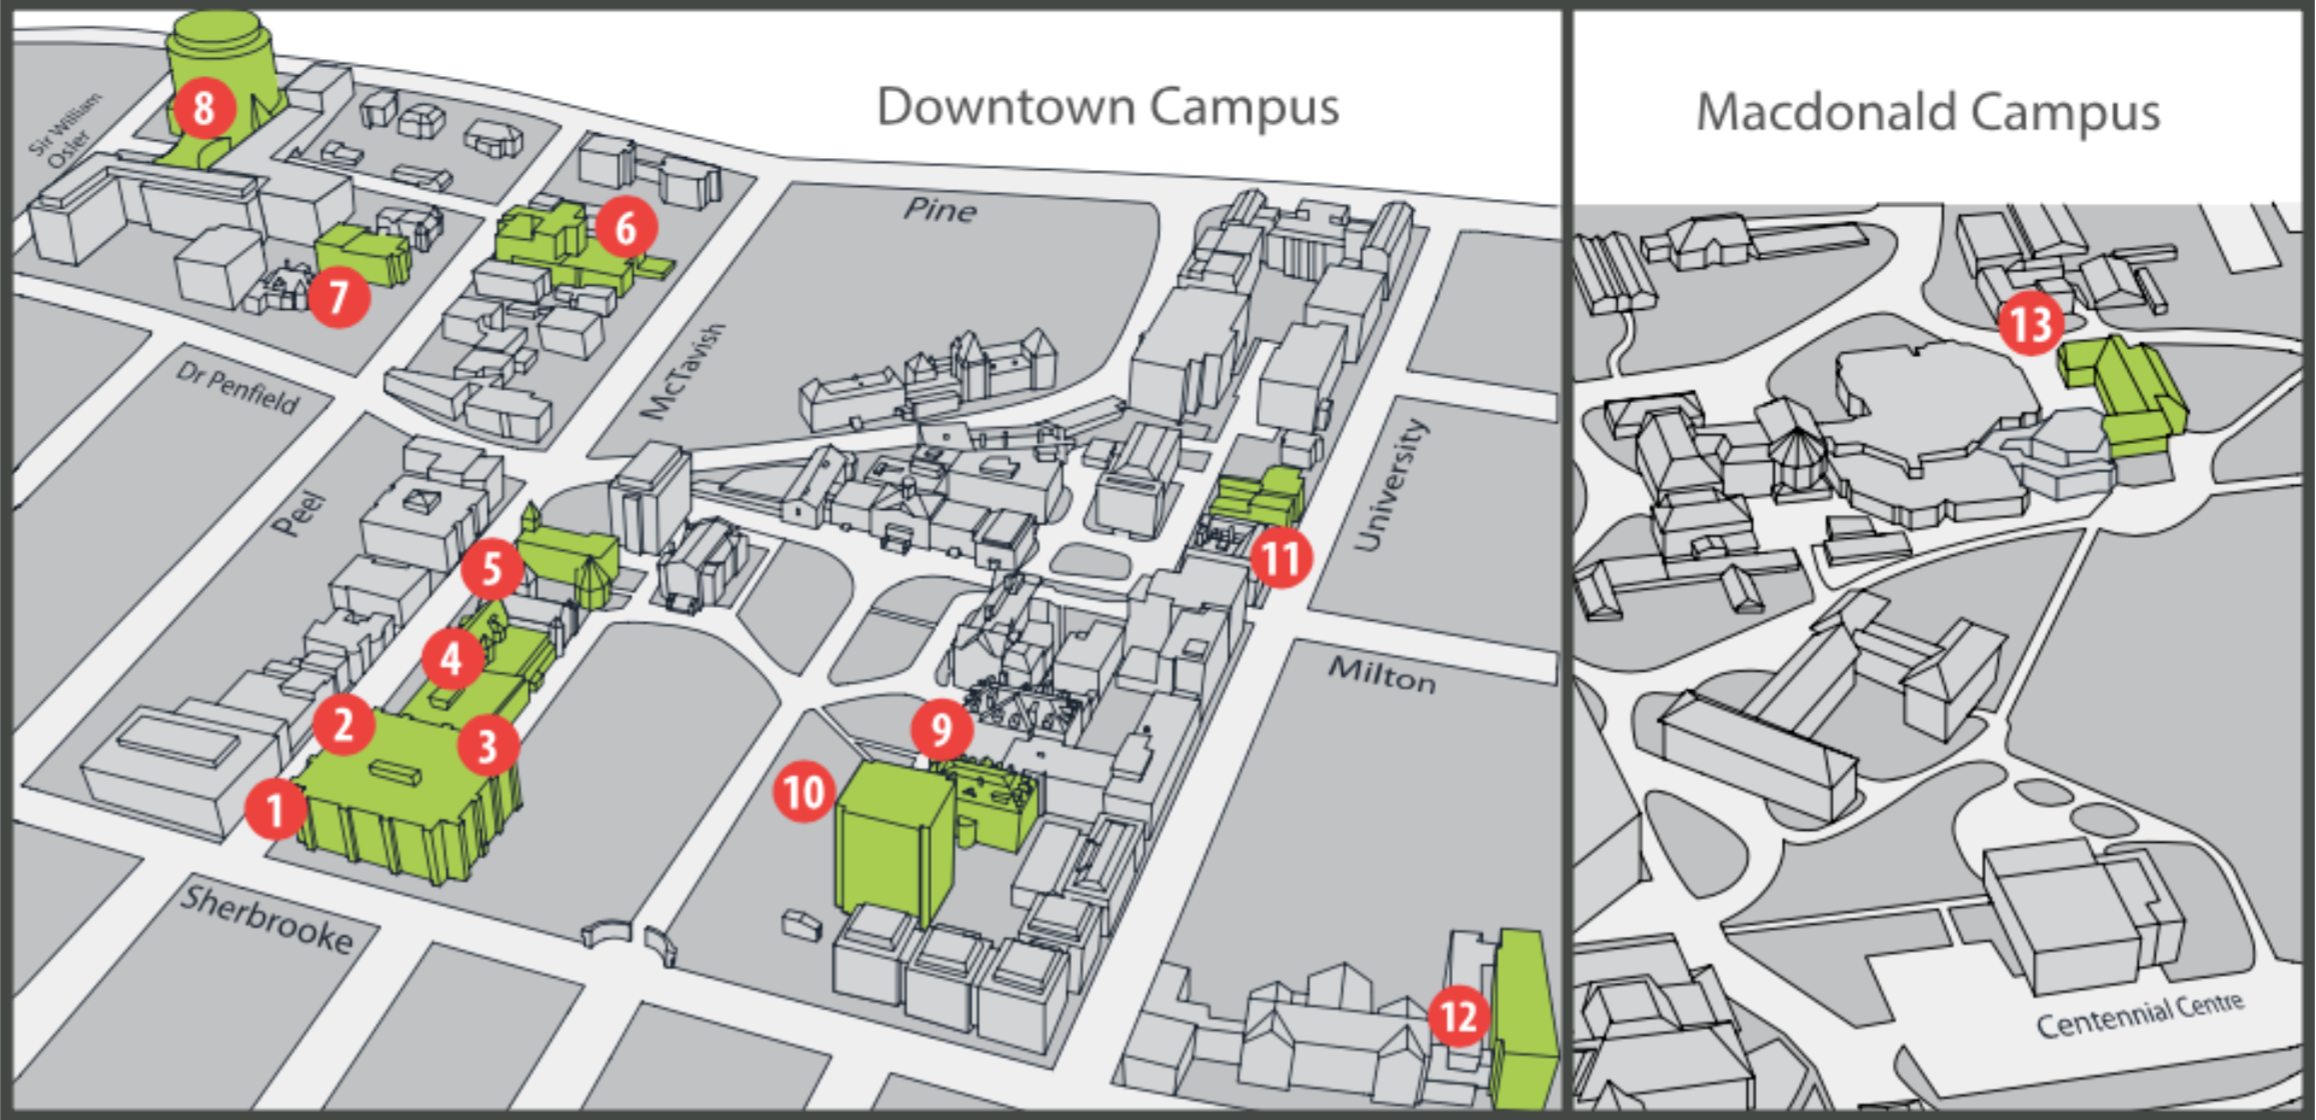 Downtown Campus
Macdonald Campus
8
Sir William
Osler
6
Pine
7
13
Dr Penfield
McTavish
University
Peel
11
5
4
Milton
2
3
9
10
1
Sherbrooke
12
Centennial Centre